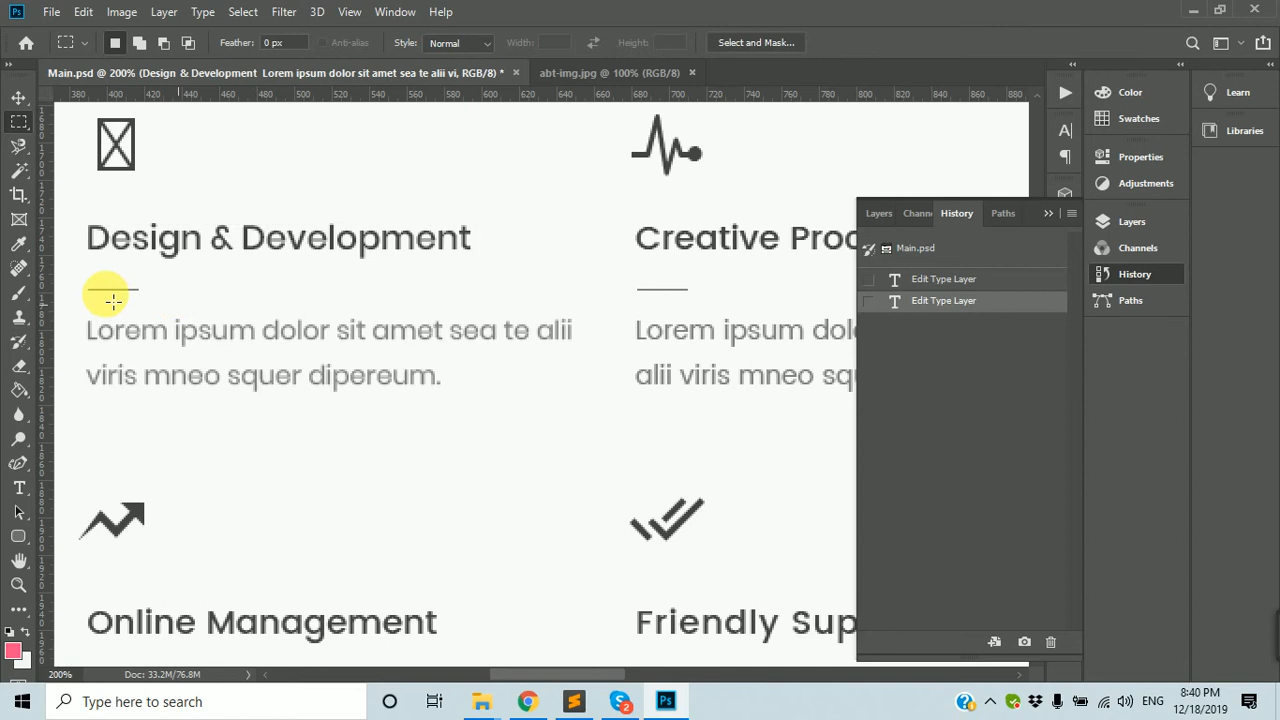 File Edit Image Layer Type Select Filter 3D View Window Help
Feather: 0 px Anti-alias Style: Normal Width: Height: Select and Mask...
Main.psd @ 200% (Design & Development Lorem ipsum dolor sit amet sea te alii vi, RGB/8) * abt-img.jpg @ 100% (RGB/8)
380 400 420 440 460 480 500 520 540 560 580 600 620 640 660 680 700 720 740 760 780 800 820 840 860 880
Color
Swatches
Properties
Adjustments
Layers
Channels
History
Paths
Learn
Libraries
Layers Chann History Paths
Main.psd
Edit Type Layer
Edit Type Layer
Design & Development
Lorem ipsum dolor sit amet sea te alii
viris mneo squer dipereum.
Creative Proc
Lorem ipsum dolo
alii viris mneo squ
Online Management
Friendly Sup
200% Doc: 33.2M/76.8M
Type here to search
2
ENG
8:40 PM
12/18/2019